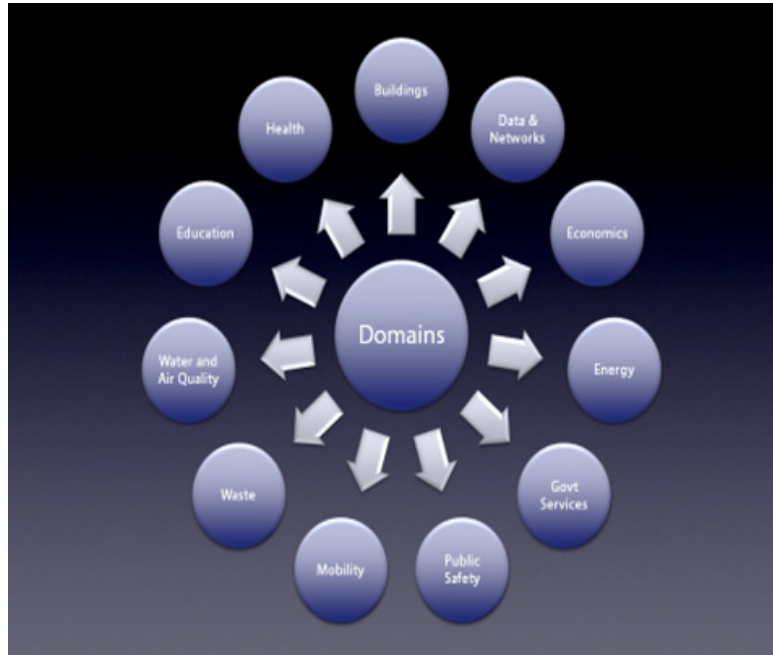 Buildings
Data &
Networks
Economics
Energy
Govt
Services
Public
Safety
Mobility
Waste
Water and
Air Quality
Education
Health
Domains